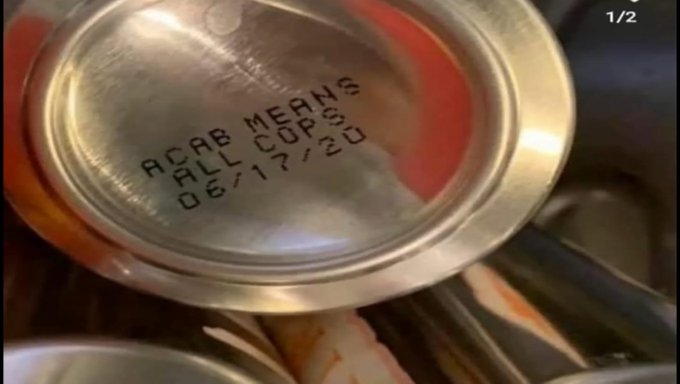 1/2
ACAB MEANS
ALL COPS
06/17/20